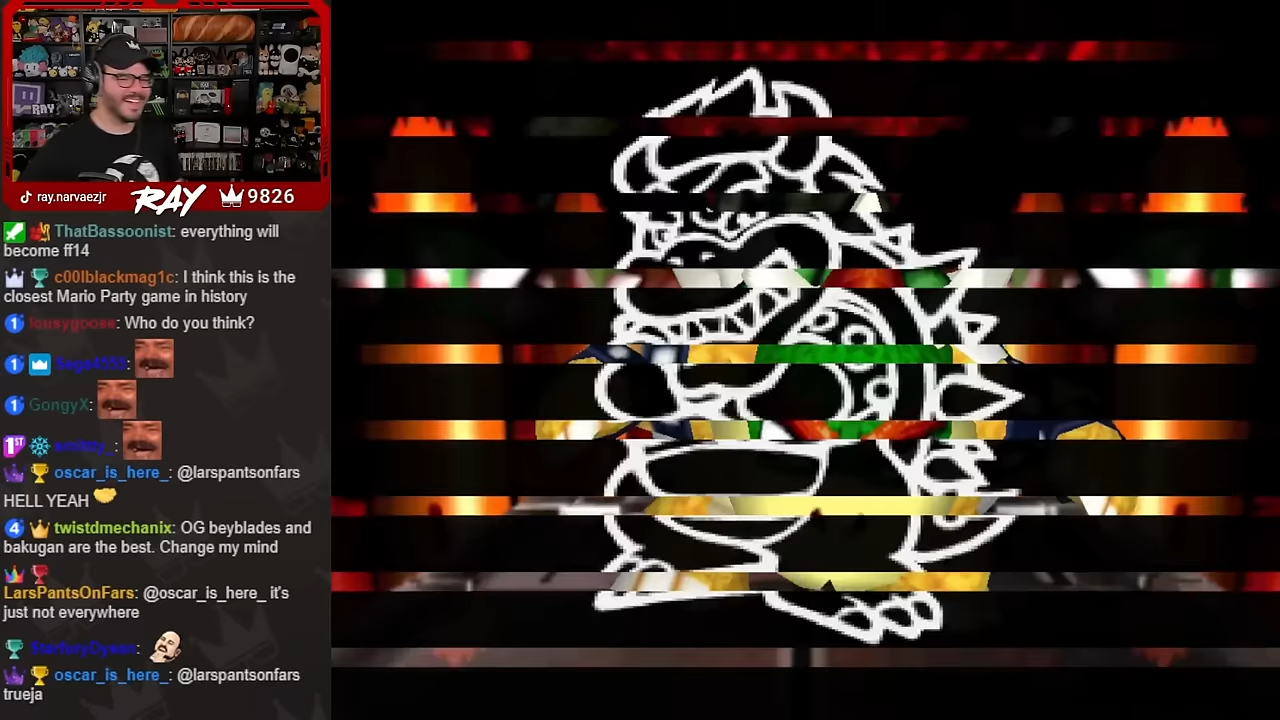 ray.narvaezjr RAY 9826
ThatBassoonist: everything will
become ff14
c00lblackmag1c: I think this is the
closest Mario Party game in history
lousygoose: Who do you think?
Sega4555:
GongyX:
oscar_is_here_: @larspantsonfars
HELL YEAH
twistdmechanix: OG beyblades and
bakugan are the best. Change my mind
LarsPantsOnFars: @oscar_is_here_ it's
just not everywhere
oscar_is_here_: @larspantsonfars
trueja